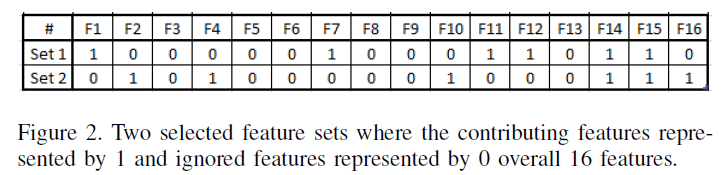 # F1 F2 F3 F4 F5 F6 F7 F8 F9 F10 F11 F12 F13 F14 F15 F16
Set 1 1 0 0 0 0 0 1 0 0 0 1 1 0 1 1 0
Set 2 0 1 0 1 0 0 0 0 0 1 0 0 0 1 1 1
Figure 2. Two selected feature sets where the contributing features repre-
sented by 1 and ignored features represented by 0 overall 16 features.